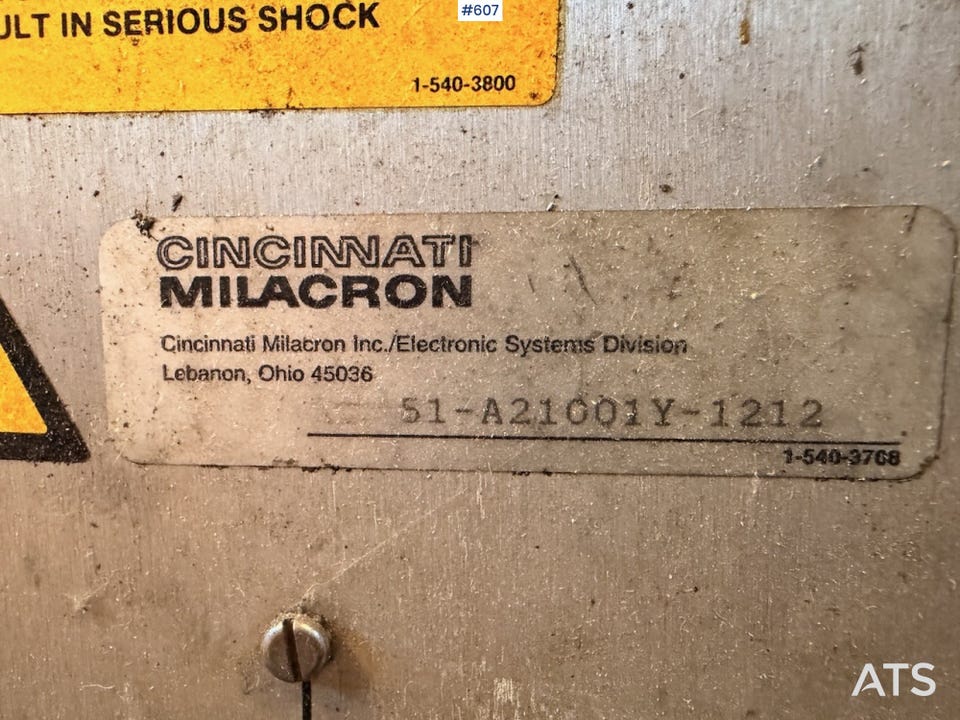 #607
ULT IN SERIOUS SHOCK
1-540-3800
CINCINNATI
MILACRON
Cincinnati Milacron Inc./Electronic Systems Division
Lebanon, Ohio 45036
51-A21001Y-1212
1-540-3768
ATS